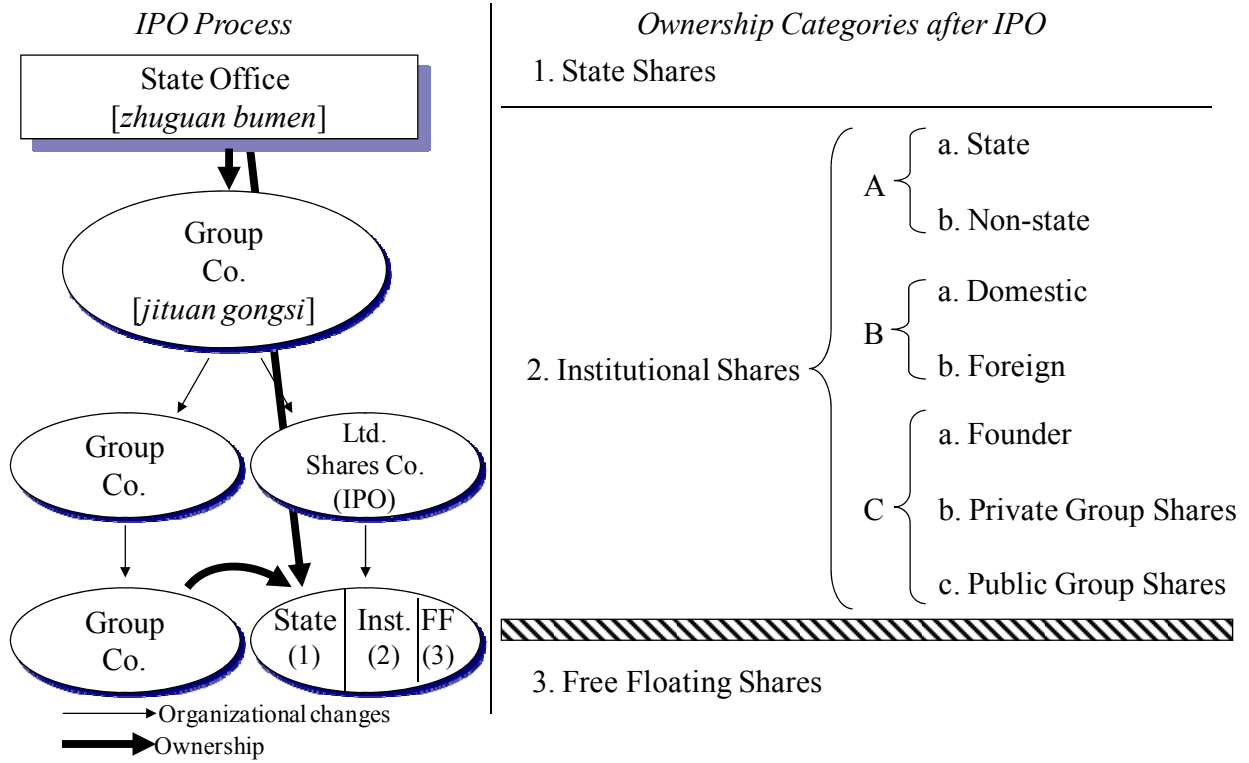 IPO Process
State Office
[zhuguan bumen]
Group
Co.
[jituan gongsi]
Group
Co.
Ltd.
Shares Co.
(IPO)
Group
Co.
State
(1)
Inst.
(2)
FF
(3)
Organizational changes
Ownership
Ownership Categories after IPO
1. State Shares
2. Institutional Shares
A
a. State
b. Non-state
B
a. Domestic
b. Foreign
C
a. Founder
b. Private Group Shares
c. Public Group Shares
3. Free Floating Shares